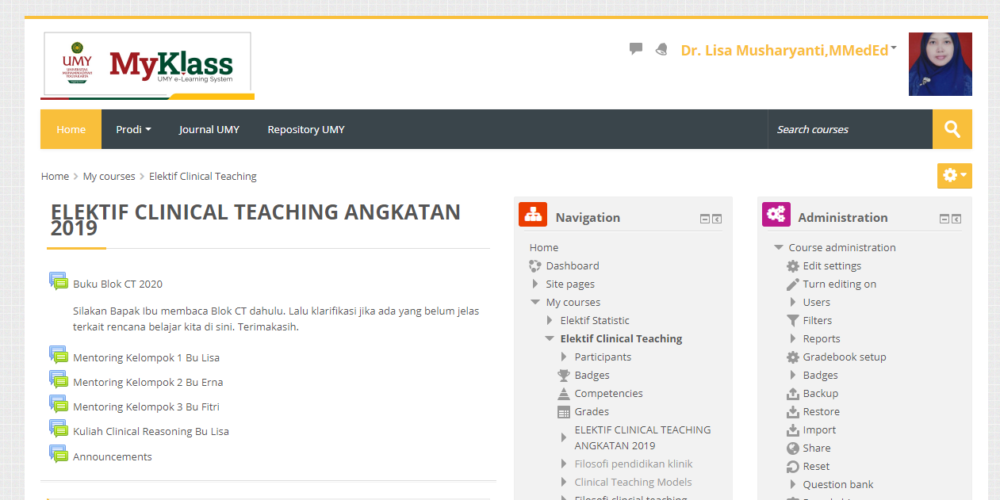 UMY
UNIVERSITAS
MUHAMMADIYAH
YOGYAKARTA
MyKlass
UMY e-Learning System
Dr. Lisa Musharyanti,MMedEd
Home
Prodi
Journal UMY
Repository UMY
Search courses
Home
My courses
Elektif Clinical Teaching
ELEKTIF CLINICAL TEACHING ANGKATAN
2019
Buku Blok CT 2020
Silakan Bapak Ibu membaca Blok CT dahulu. Lalu klarifikasi jika ada yang belum jelas
terkait rencana belajar kita di sini. Terimakasih.
Mentoring Kelompok 1 Bu Lisa
Mentoring Kelompok 2 Bu Erna
Mentoring Kelompok 3 Bu Fitri
Kuliah Clinical Reasoning Bu Lisa
Announcements
Navigation
Home
Dashboard
Site pages
My courses
Elektif Statistic
Elektif Clinical Teaching
Participants
Badges
Competencies
Grades
ELEKTIF CLINICAL TEACHING
ANGKATAN 2019
Filosofi pendidikan klinik
Clinical Teaching Models
Filosofi clincial teaching
Administration
Course administration
Edit settings
Turn editing on
Users
Filters
Reports
Gradebook setup
Badges
Backup
Restore
Import
Share
Reset
Question bank